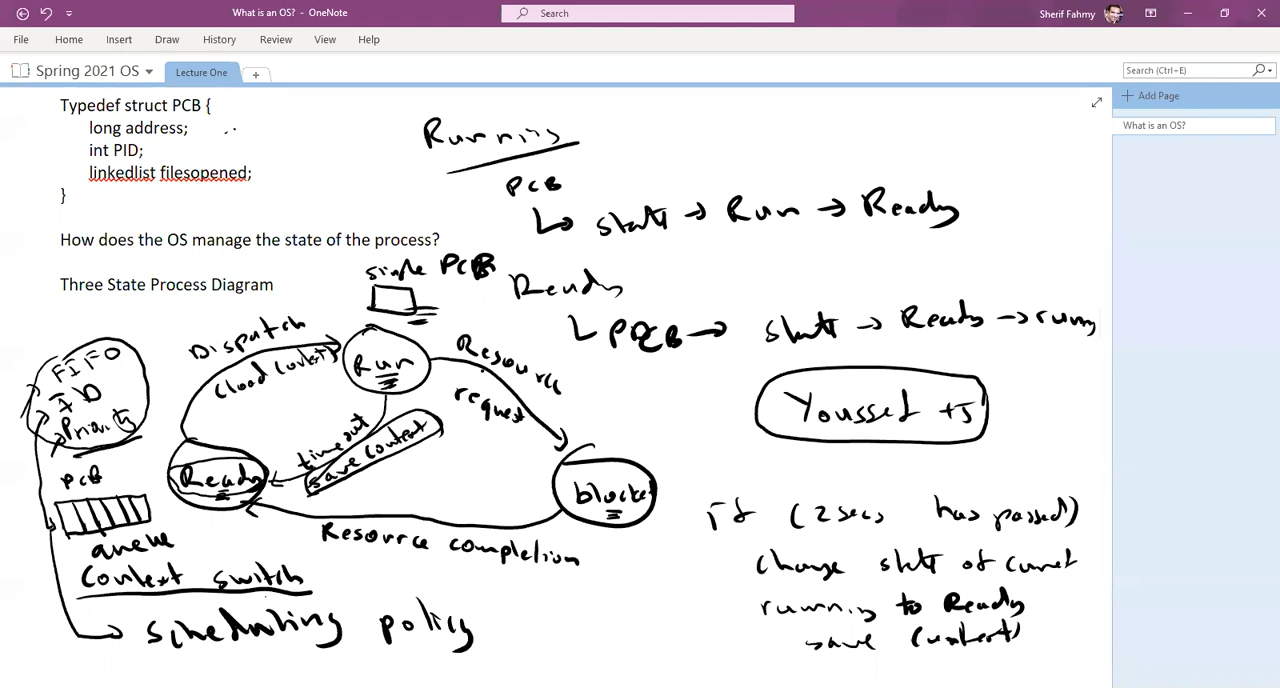 What is an OS? - OneNote
Search
Sherif Fahmy
File Home Insert Draw History Review View Help
Spring 2021 OS
Lecture One
Search (Ctrl+E)
Add Page
What is an OS?
Typedef struct PCB {
long address;
int PID;
linkedlist filesopened;
}
How does the OS manage the state of the process?
Three State Process Diagram
Running
PCB
state → Run → Ready
single PCB
Ready
PCB → state → Ready → runing
Youssef +5
FIFO
ID
Priority
PCB
queue
Dispatch
(load context)
Run
Resource
request
timeout
save context
Ready
blocked
Resource completion
Context switch
scheduling policy
if (2 secs has passed)
change state of current
running to Ready
save context